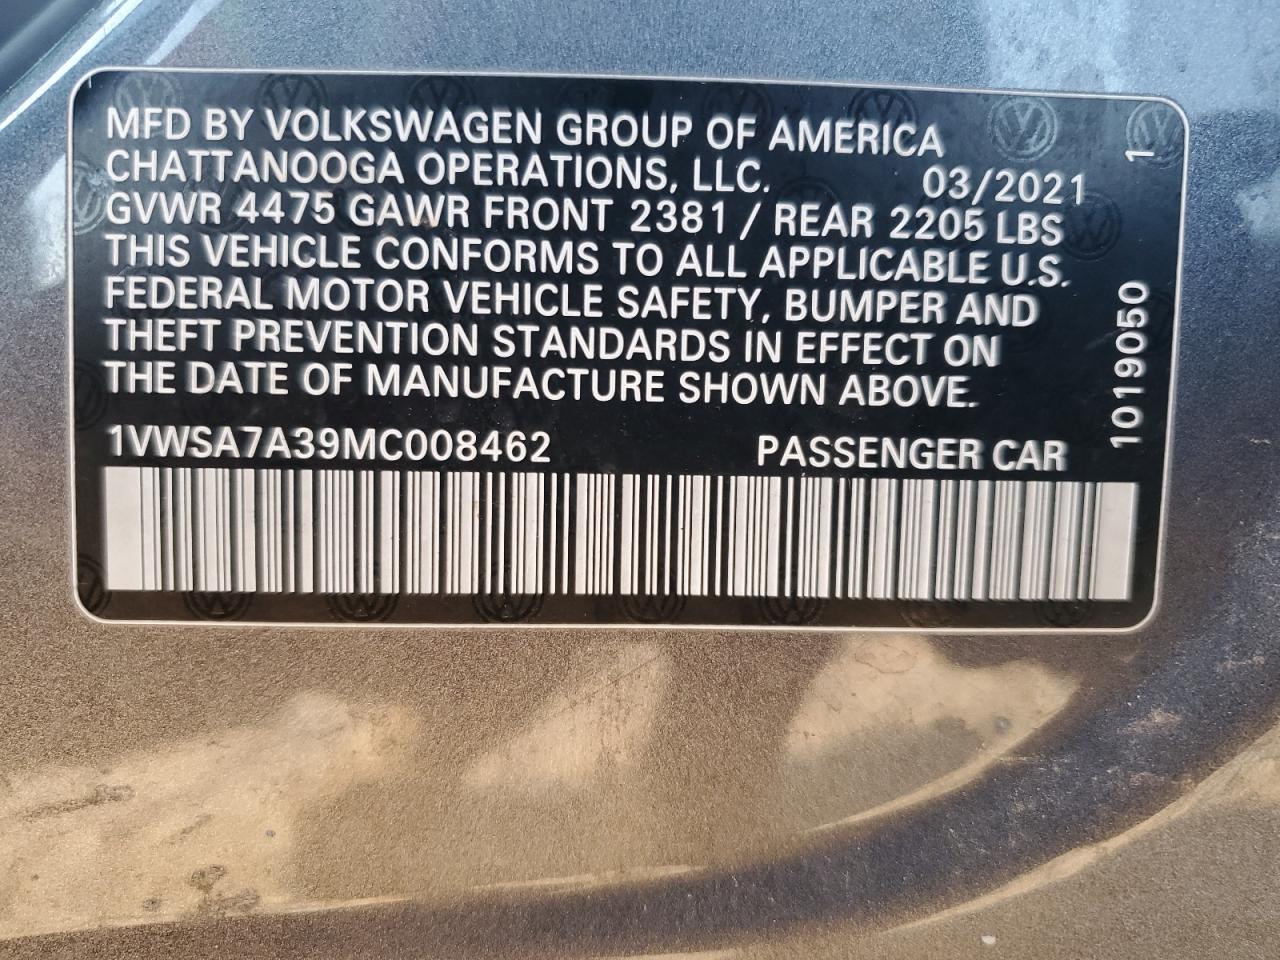 MFD BY VOLKSWAGEN GROUP OF AMERICA
CHATTANOOGA OPERATIONS, LLC. 03/2021
GVWR 4475 GAWR FRONT 2381 / REAR 2205 LBS
THIS VEHICLE CONFORMS TO ALL APPLICABLE U.S.
FEDERAL MOTOR VEHICLE SAFETY, BUMPER AND
THEFT PREVENTION STANDARDS IN EFFECT ON
THE DATE OF MANUFACTURE SHOWN ABOVE.
1VWSA7A39MC008462 PASSENGER CAR
1019050 1